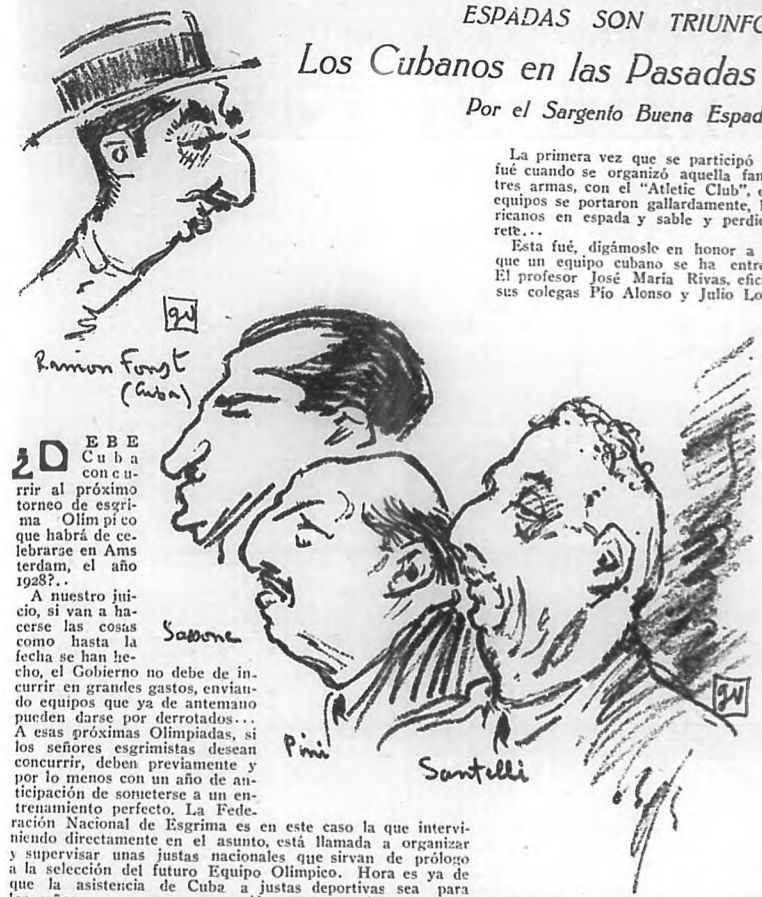 ESPADAS SON TRIUNFO
Los Cubanos en las Pasadas
Por el Sargento Buena Espad
La primera vez que se participó
fué cuando se organizó aquella fam
tres armas, con el "Atletic Club", e
equipos se portaron gallardamente,
ricanos en espada y sable y perdie
rete...
Esta fué, digámoslo en honor a
que un equipo cubano se ha entre
El profesor José María Rivas, efic
sus colegas Pío Alonso y Julio Lo
gv
Ramon Fonst
(Cuba)
¿DEBE
Cuba
concu-
rrir al próximo
torneo de esgri-
ma Olímpico
que habrá de ce-
lebrarse en Ams
terdam, el año
1928?..
A nuestro jui-
cio, si van a ha-
cerse las cosas
como hasta la
fecha se han he-
cho, el Gobierno no debe de in-
currir en grandes gastos, envian-
do equipos que ya de antemano
pueden darse por derrotados...
A esas próximas Olimpiadas, si
los señores esgrimistas desean
concurrir, deben previamente y
por lo menos con un año de an-
ticipación de someterse a un en-
trenamiento perfecto. La Fede-
ración Nacional de Esgrima es en este caso la que intervi-
niendo directamente en el asunto, está llamada a organizar
y supervisar unas justas nacionales que sirvan de prólogo
a la selección del futuro Equipo Olímpico. Hora es ya de
que la asistencia de Cuba a justas deportivas sea para
Sassone
Pini
Santelli
gv